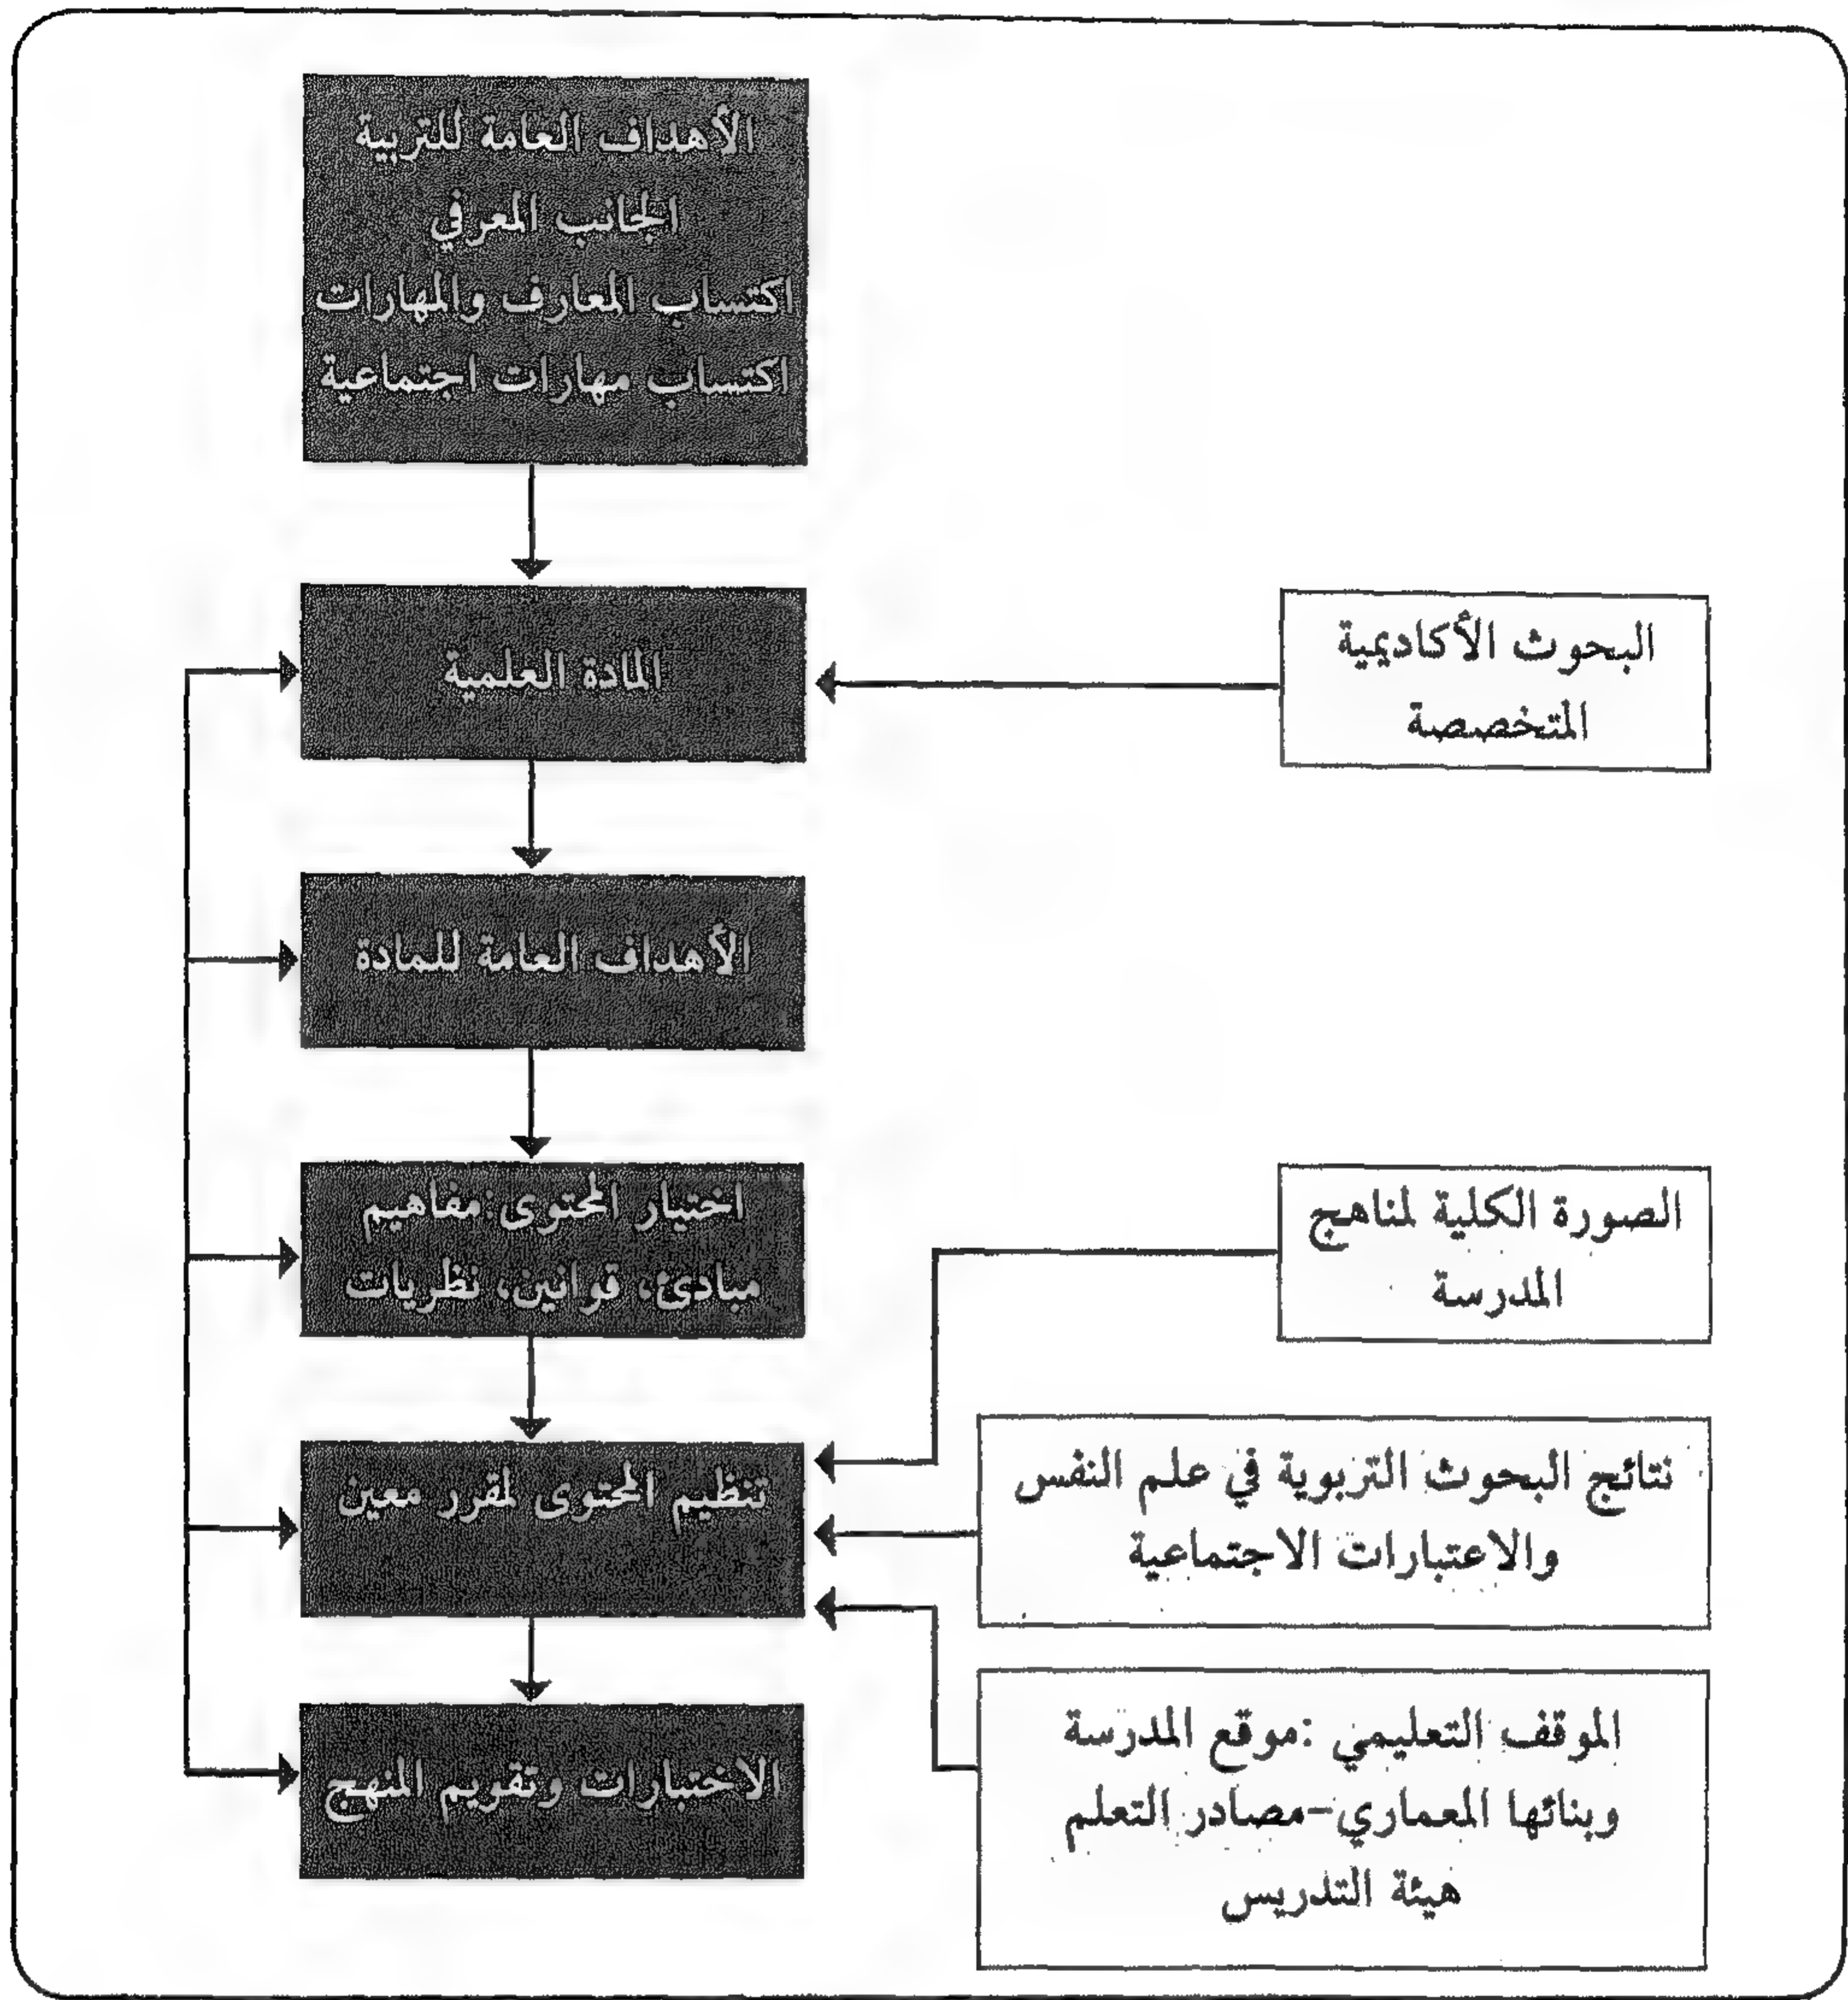 الأهداف العامة للتربية
الجانب المعرفي
اكتساب المعارف والمهارات
اكتساب مهارات اجتماعية
المادة العلمية
البحوث الأكاديمية
المتخصصة
الأهداف العامة للمادة
اختيار المحتوى:مفاهيم
مبادئ، قوانين، نظريات
الصورة الكلية لمناهج
المدرسة
تنظيم المحتوى لمقرر معين
نتائج البحوث التربوية في علم النفس
والاعتبارات الاجتماعية
الموقف التعليمي :موقع المدرسة
وبنائها المعماري-مصادر التعلم
هيئة التدريس
الاختبارات وتقويم المنهج